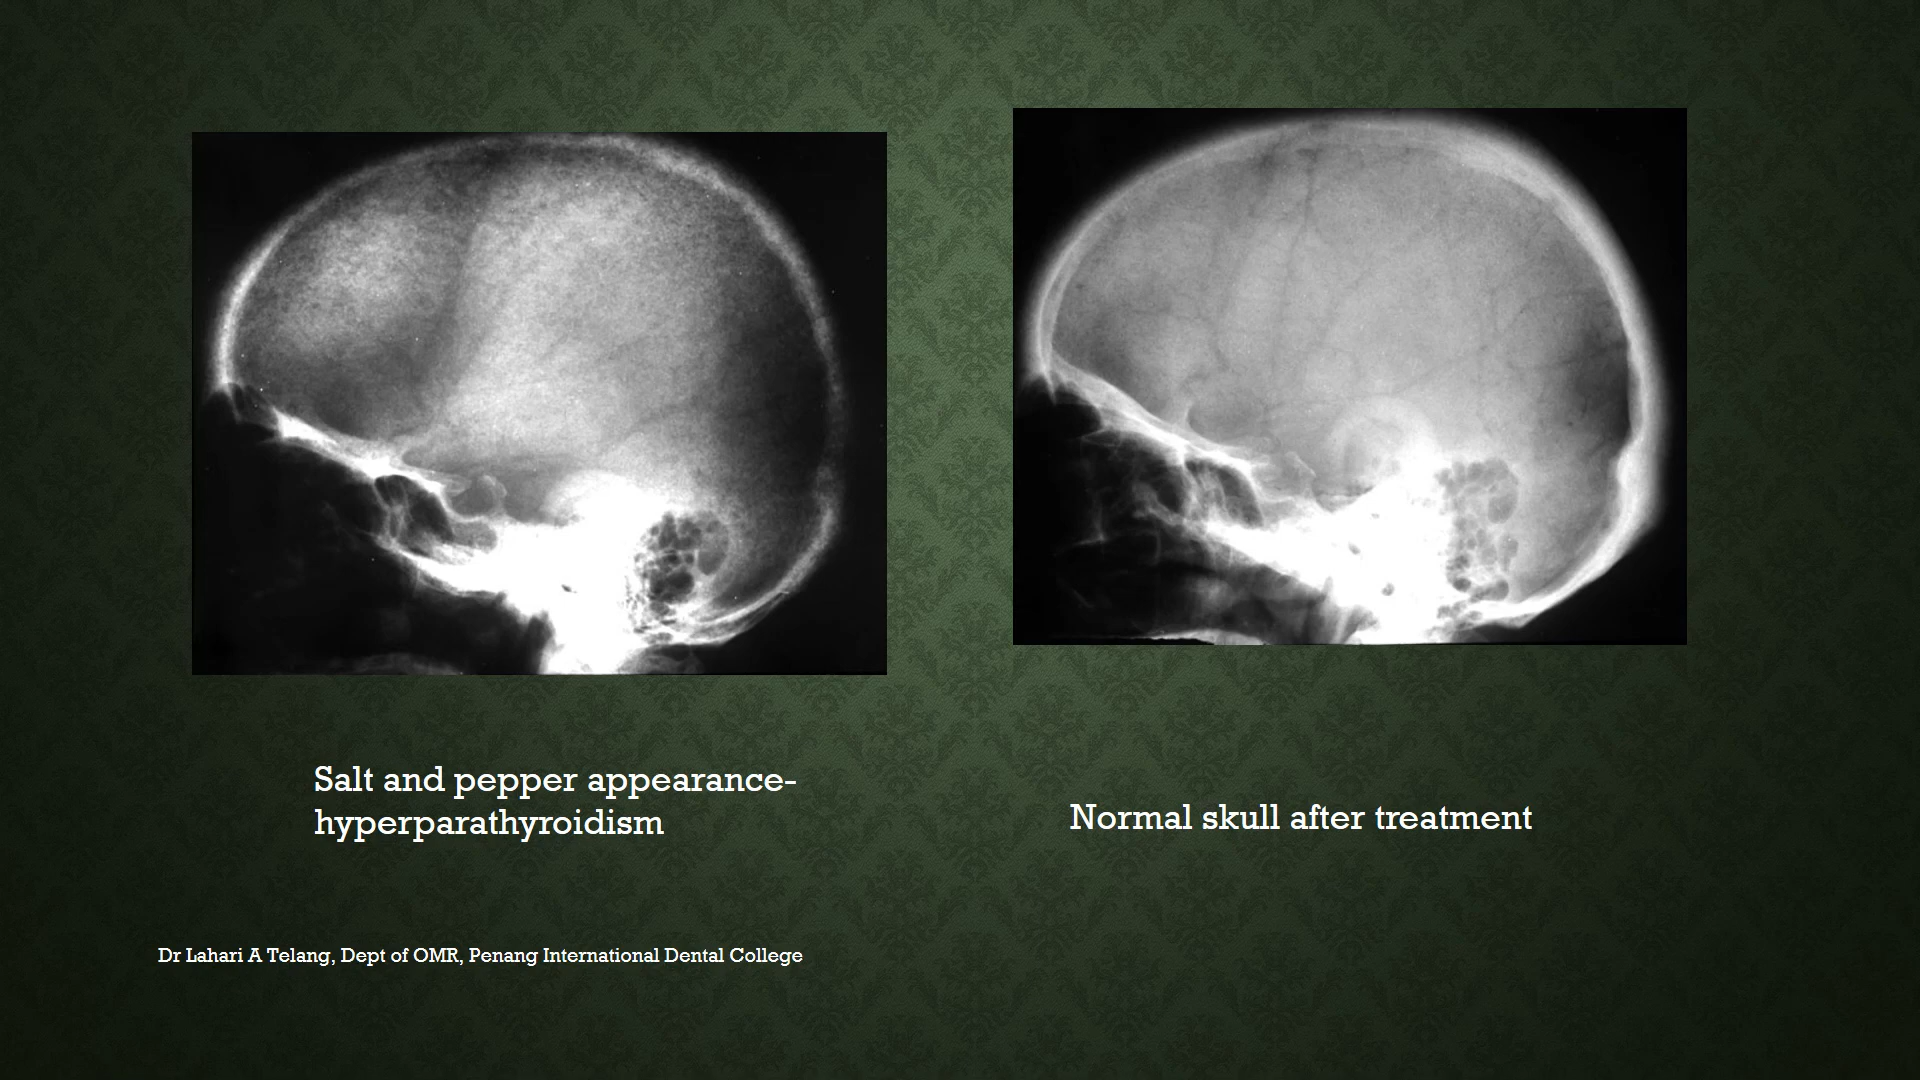 Salt and pepper appearance-
hyperparathyroidism
Normal skull after treatment
Dr Lahari A Telang, Dept of OMR, Penang International Dental College